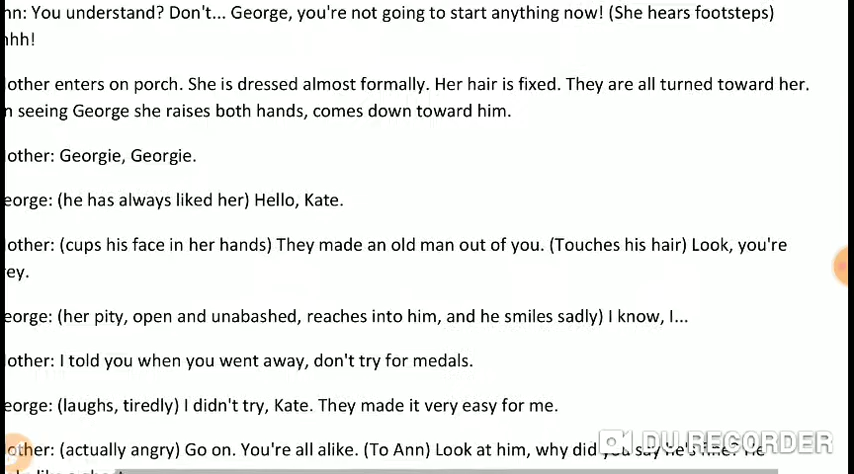 nn: You understand? Don't... George, you're not going to start anything now! (She hears footsteps)
hhh!
other enters on porch. She is dressed almost formally. Her hair is fixed. They are all turned toward her.
n seeing George she raises both hands, comes down toward him.
other: Georgie, Georgie.
eorge: (he has always liked her) Hello, Kate.
other: (cups his face in her hands) They made an old man out of you. (Touches his hair) Look, you're
ey.
eorge: (her pity, open and unabashed, reaches into him, and he smiles sadly) I know, I...
other: I told you when you went away, don't try for medals.
eorge: (laughs, tiredly) I didn't try, Kate. They made it very easy for me.
other: (actually angry) Go on. You're all alike. (To Ann) Look at him, why did you say he's fine? He
DU RECORDER